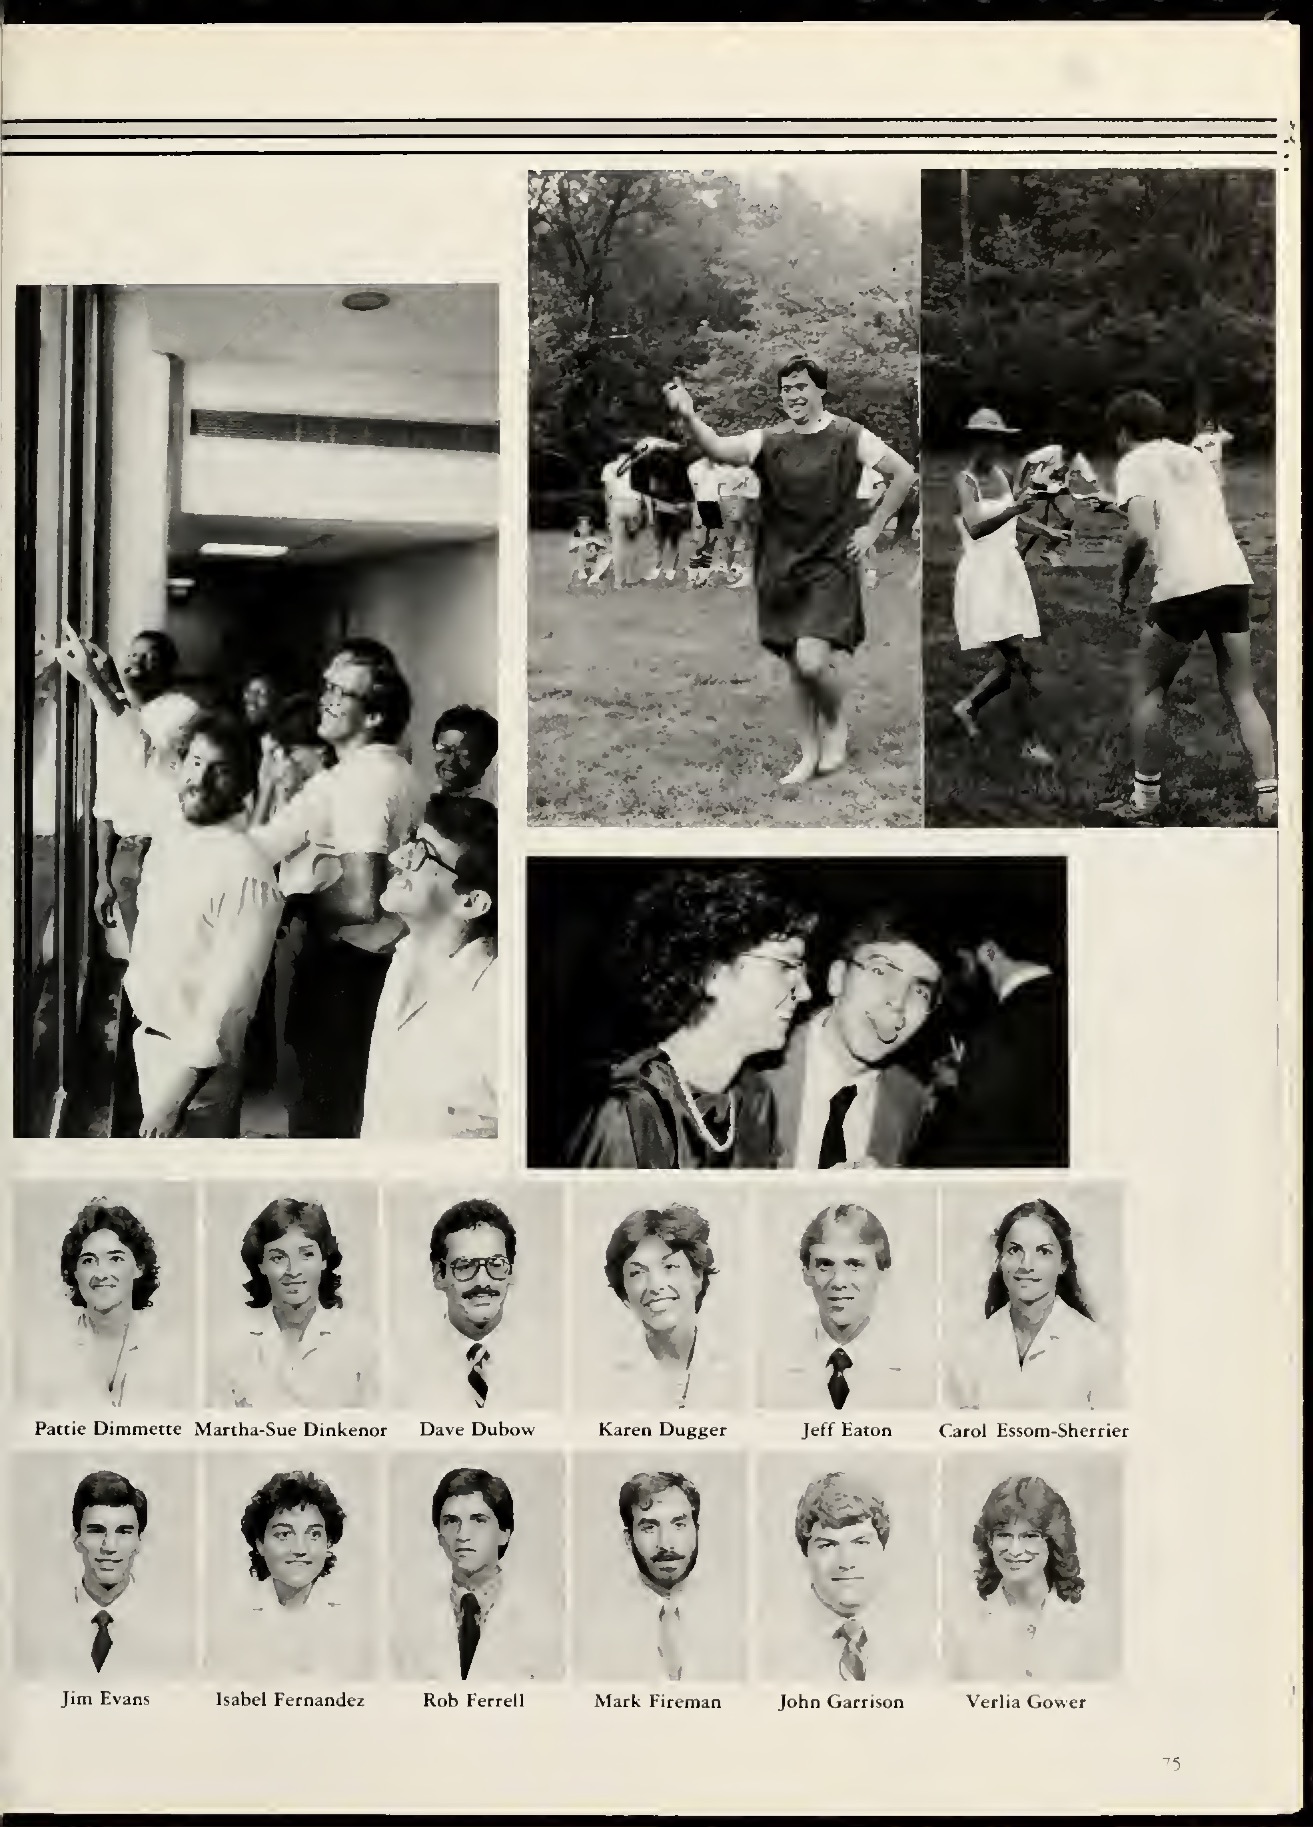 Pattie Dimmette Martha-Sue Dinkenor Dave Dubow Karen Dugger Jeff Eaton Carol Essom-Sherrier
Jim Evans Isabel Fernandez Rob Ferrell Mark Fireman John Garrison Verlia Gower
75